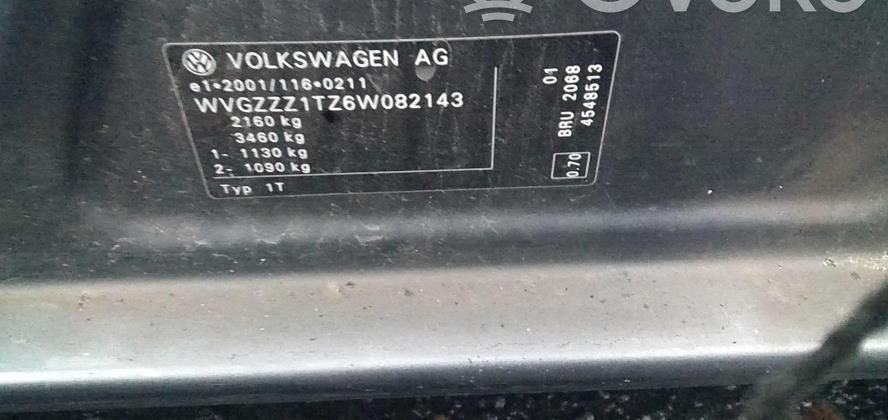 VOLKSWAGEN AG
e1*2001/116*0211
WVGZZZ1TZ6W082143
2160 kg
3460 kg
1- 1130 kg
2- 1090 kg
Typ 1T
01
BRU 2068
4548513
0.70